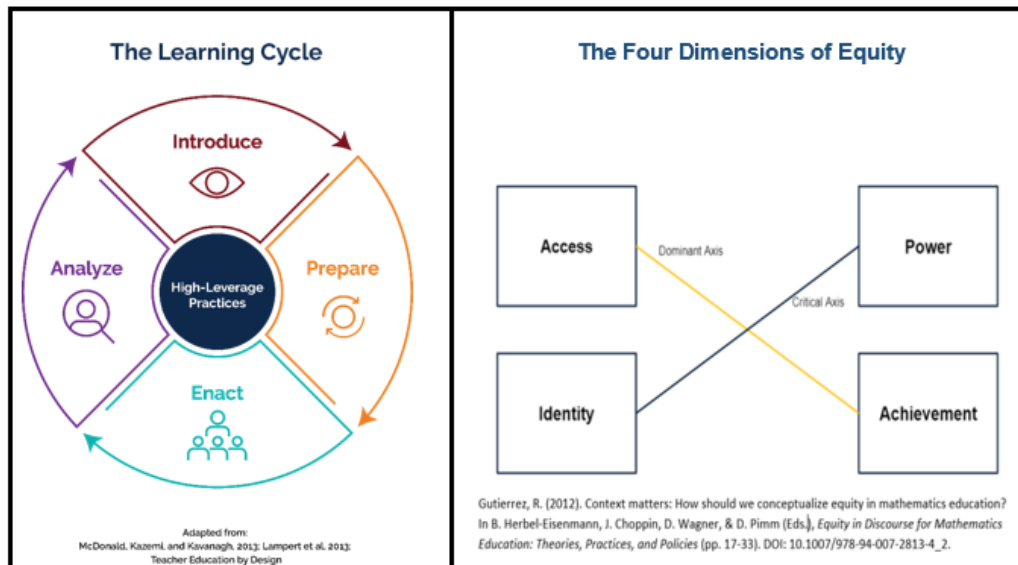 The Learning Cycle
Introduce
Analyze
Prepare
High-Leverage
Practices
Enact
Adapted from:
McDonald, Kazemi, and Kavanagh, 2013; Lampert et al, 2013;
Teacher Education by Design
The Four Dimensions of Equity
Access
Power
Dominant Axis
Critical Axis
Identity
Achievement
Gutierrez, R. (2012). Context matters: How should we conceptualize equity in mathematics education?
In B. Herbel-Eisenmann, J. Choppin, D. Wagner, & D. Pimm (Eds.), Equity in Discourse for Mathematics
Education: Theories, Practices, and Policies (pp. 17-33). DOI: 10.1007/978-94-007-2813-4_2.